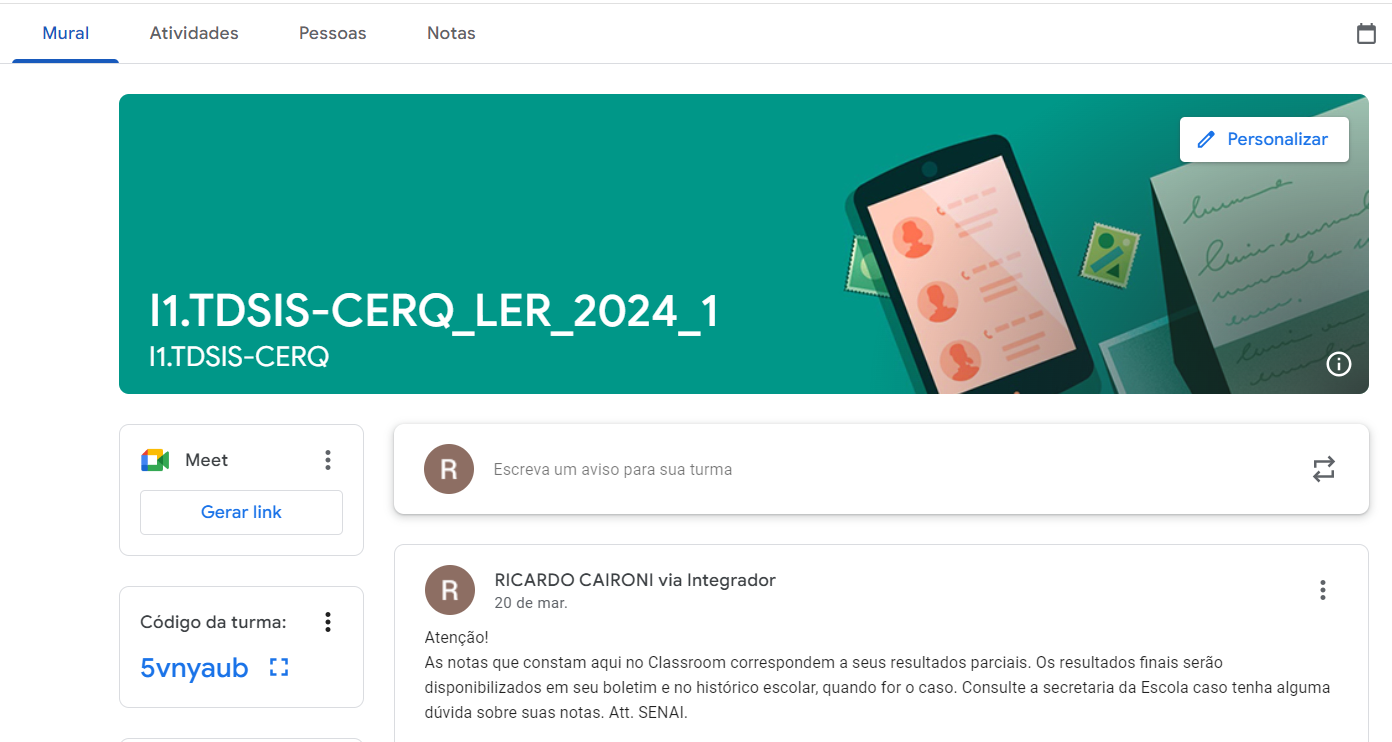 Mural
Atividades
Pessoas
Notas
Personalizar
I1.TDSIS-CERQ_LER_2024_1
I1.TDSIS-CERQ
Meet
Gerar link
Código da turma:
5vnyaub
R
Escreva um aviso para sua turma
R
RICARDO CAIRONI via Integrador
20 de mar.
Atenção!
As notas que constam aqui no Classroom correspondem a seus resultados parciais. Os resultados finais serão
disponibilizados em seu boletim e no histórico escolar, quando for o caso. Consulte a secretaria da Escola caso tenha alguma
dúvida sobre suas notas. Att. SENAI.